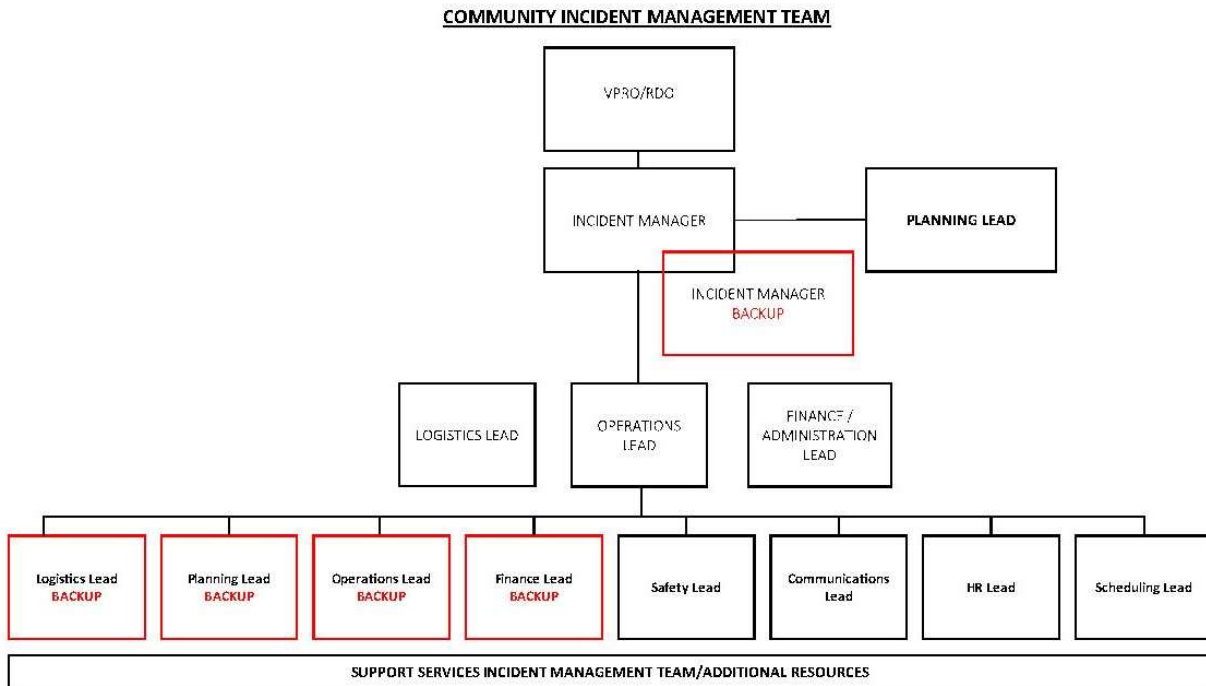 COMMUNITY INCIDENT MANAGEMENT TEAM
VPRO/RDO
INCIDENT MANAGER
PLANNING LEAD
INCIDENT MANAGER
BACKUP
LOGISTICS LEAD
OPERATIONS
LEAD
FINANCE /
ADMINISTRATION
LEAD
Logistics Lead
BACKUP
Planning Lead
BACKUP
Operations Lead
BACKUP
Finance Lead
BACKUP
Safety Lead
Communications
Lead
HR Lead
Scheduling Lead
SUPPORT SERVICES INCIDENT MANAGEMENT TEAM/ADDITIONAL RESOURCES